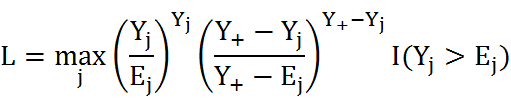 L = max_j (Y_j / E_j)^{Y_j} ((Y_+ − Y_j) / (Y_+ − E_j))^{Y_+ − Y_j} I(Y_j > E_j)